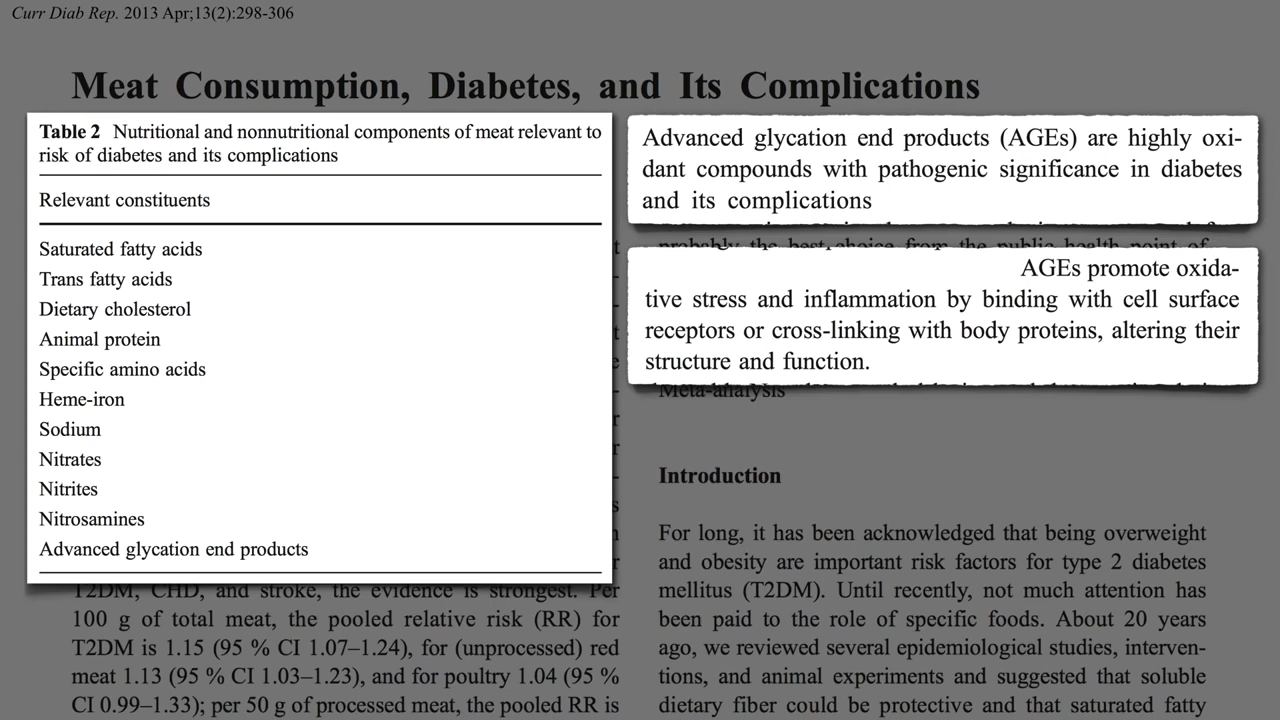 Curr Diab Rep. 2013 Apr;13(2):298-306
Meat Consumption, Diabetes, and Its Complications
Table 2 Nutritional and nonnutritional components of meat relevant to
risk of diabetes and its complications
Relevant constituents
Saturated fatty acids
Trans fatty acids
Dietary cholesterol
Animal protein
Specific amino acids
Heme-iron
Sodium
Nitrates
Nitrites
Nitrosamines
Advanced glycation end products
T2DM, CHD, and stroke, the evidence is strongest. Per
100 g of total meat, the pooled relative risk (RR) for
T2DM is 1.15 (95 % CI 1.07–1.24), for (unprocessed) red
meat 1.13 (95 % CI 1.03–1.23), and for poultry 1.04 (95 %
CI 0.99–1.33); per 50 g of processed meat, the pooled RR is
Advanced glycation end products (AGEs) are highly oxi-
dant compounds with pathogenic significance in diabetes
and its complications
probably the best choice from the public health point of
AGEs promote oxida-
tive stress and inflammation by binding with cell surface
receptors or cross-linking with body proteins, altering their
structure and function.
Meta-analysis
Introduction
For long, it has been acknowledged that being overweight
and obesity are important risk factors for type 2 diabetes
mellitus (T2DM). Until recently, not much attention has
been paid to the role of specific foods. About 20 years
ago, we reviewed several epidemiological studies, interven-
tions, and animal experiments and suggested that soluble
dietary fiber could be protective and that saturated fatty